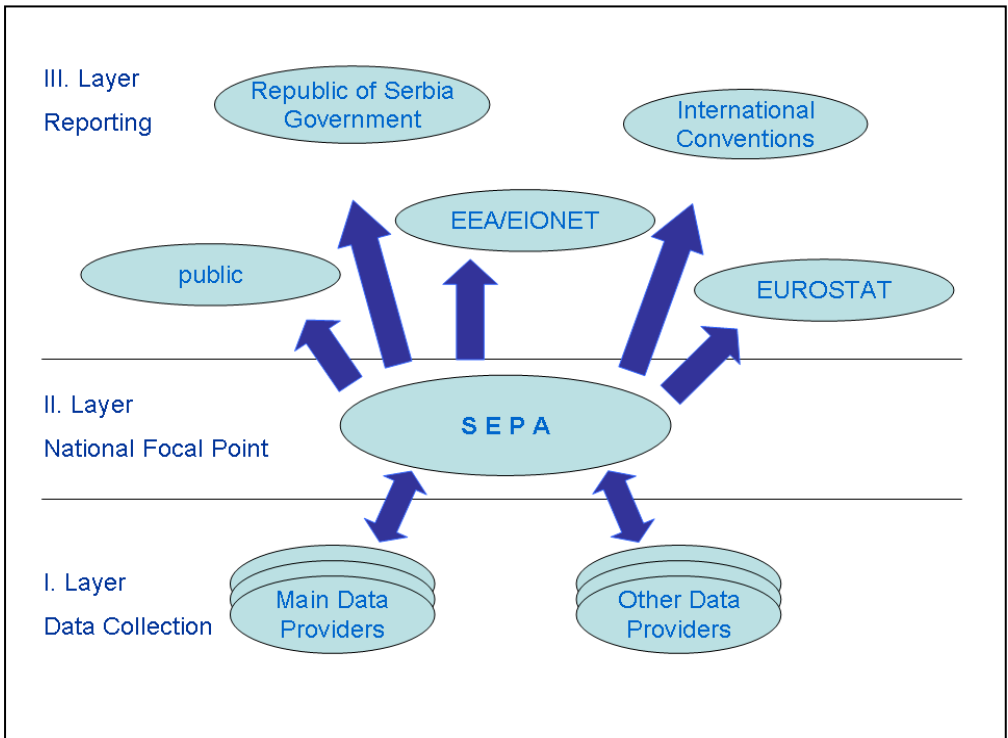 III. Layer
Reporting
Republic of Serbia
Government
International
Conventions
EEA/EIONET
public
EUROSTAT
II. Layer
National Focal Point
S E P A
I. Layer
Data Collection
Main Data
Providers
Other Data
Providers